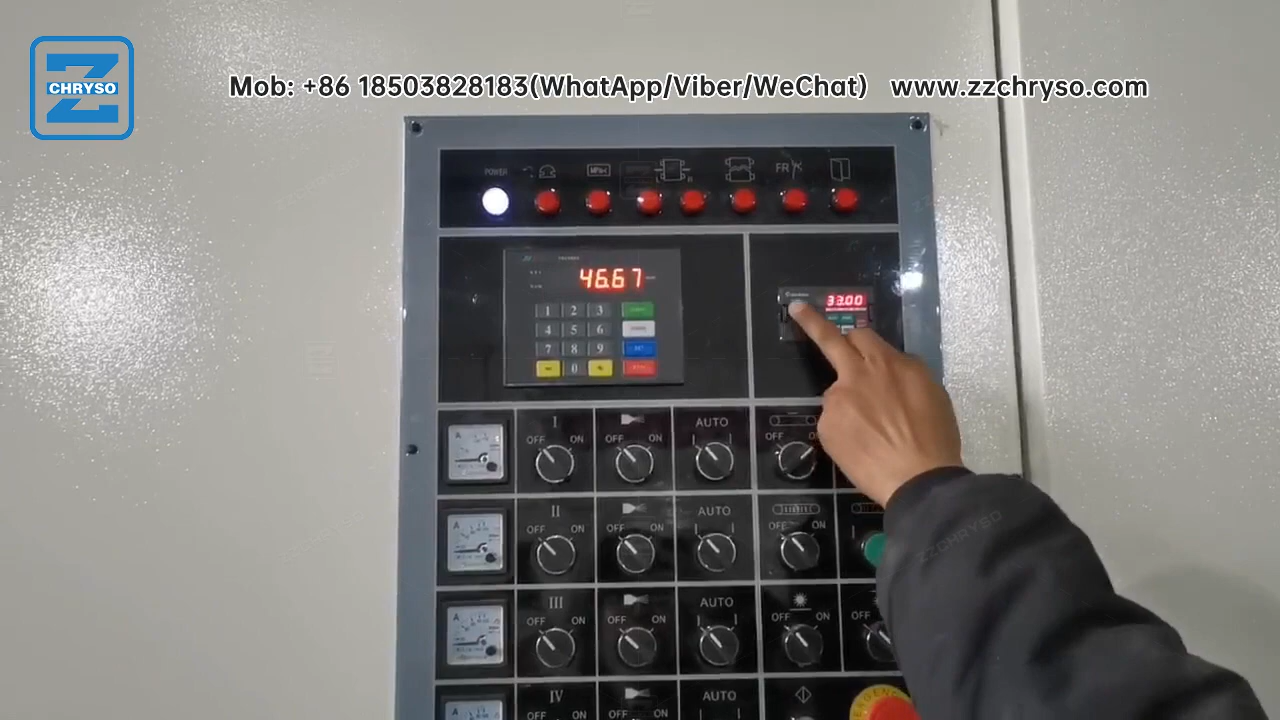 CHRYSO
Mob: +86 18503828183(WhatApp/Viber/WeChat) www.zzchryso.com
POWER
FR
46.67
33.00
1 2 3
4 5 6
7 8 9
0
A
I
OFF ON
OFF ON
AUTO
OFF
A
II
OFF ON
OFF ON
AUTO
OFF ON
A
III
OFF ON
OFF ON
AUTO
OFF ON
OFF
A
IV
OFF ON
OFF ON
AUTO
ZZCHRYSO